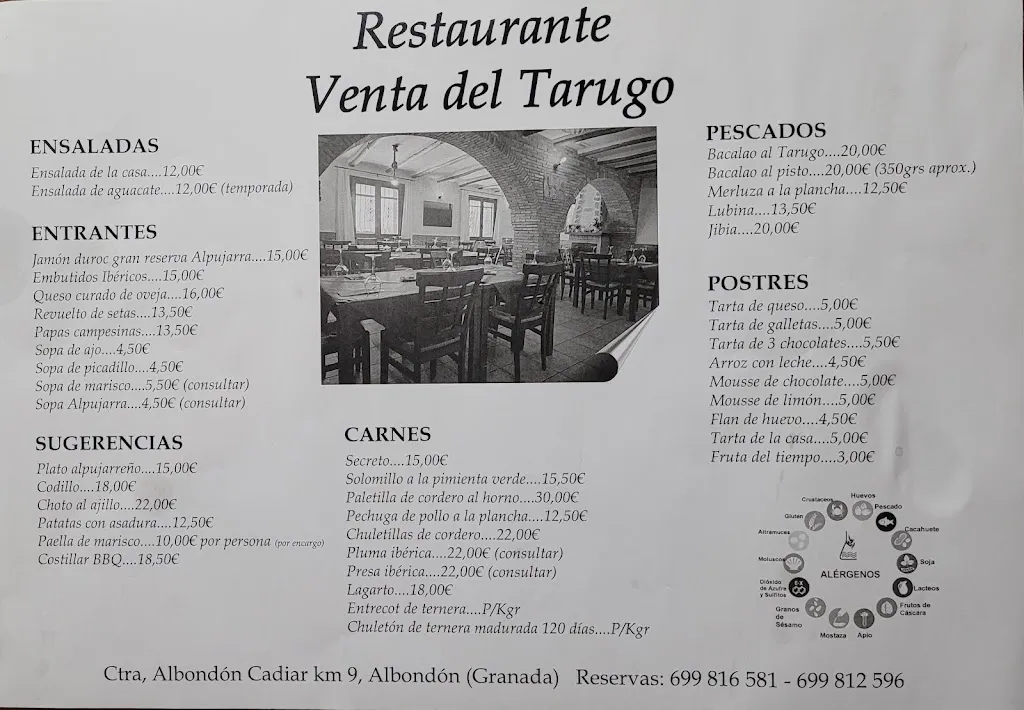 Restaurante
Venta del Tarugo
ENSALADAS
Ensalada de la casa....12,00€
Ensalada de aguacate....12,00€ (temporada)
ENTRANTES
Jamón duroc gran reserva Alpujarra....15,00€
Embutidos Ibéricos....15,00€
Queso curado de oveja....16,00€
Revuelto de setas....13,50€
Papas campesinas....13,50€
Sopa de ajo....4,50€
Sopa de picadillo....4,50€
Sopa de marisco....5,50€ (consultar)
Sopa Alpujarra....4,50€ (consultar)
SUGERENCIAS
Plato alpujarreño....15,00€
Codillo....18,00€
Choto al ajillo....22,00€
Patatas con asadura....12,50€
Paella de marisco....10,00€ por persona (por encargo)
Costillar BBQ....18,50€
CARNES
Secreto....15,00€
Solomillo a la pimienta verde....15,50€
Paletilla de cordero al horno....30,00€
Pechuga de pollo a la plancha....12,50€
Chuletillas de cordero....22,00€
Pluma ibérica....22,00€ (consultar)
Presa ibérica....22,00€ (consultar)
Lagarto....18,00€
Entrecot de ternera....P/Kgr
Chuletón de ternera madurada 120 días....P/Kgr
PESCADOS
Bacalao al Tarugo....20,00€
Bacalao al pisto....20,00€ (350grs aprox.)
Merluza a la plancha....12,50€
Lubina....13,50€
Jibia....20,00€
POSTRES
Tarta de queso....5,00€
Tarta de galletas....5,00€
Tarta de 3 chocolates....5,50€
Arroz con leche....4,50€
Mousse de chocolate....5,00€
Mousse de limón....5,00€
Flan de huevo....4,50€
Tarta de la casa....5,00€
Fruta del tiempo....3,00€
Crustaceos
Huevos
Pescado
Gluten
Cacahuete
Altramuces
Soja
Moluscos
ALÉRGENOS
Lacteos
Dióxido
de Azufre
y Sulfitos
Frutos de
Cáscara
Granos
de
Sésamo
Mostaza
Apio
Ctra, Albondón Cadiar km 9, Albondón (Granada) Reservas: 699 816 581 - 699 812 596